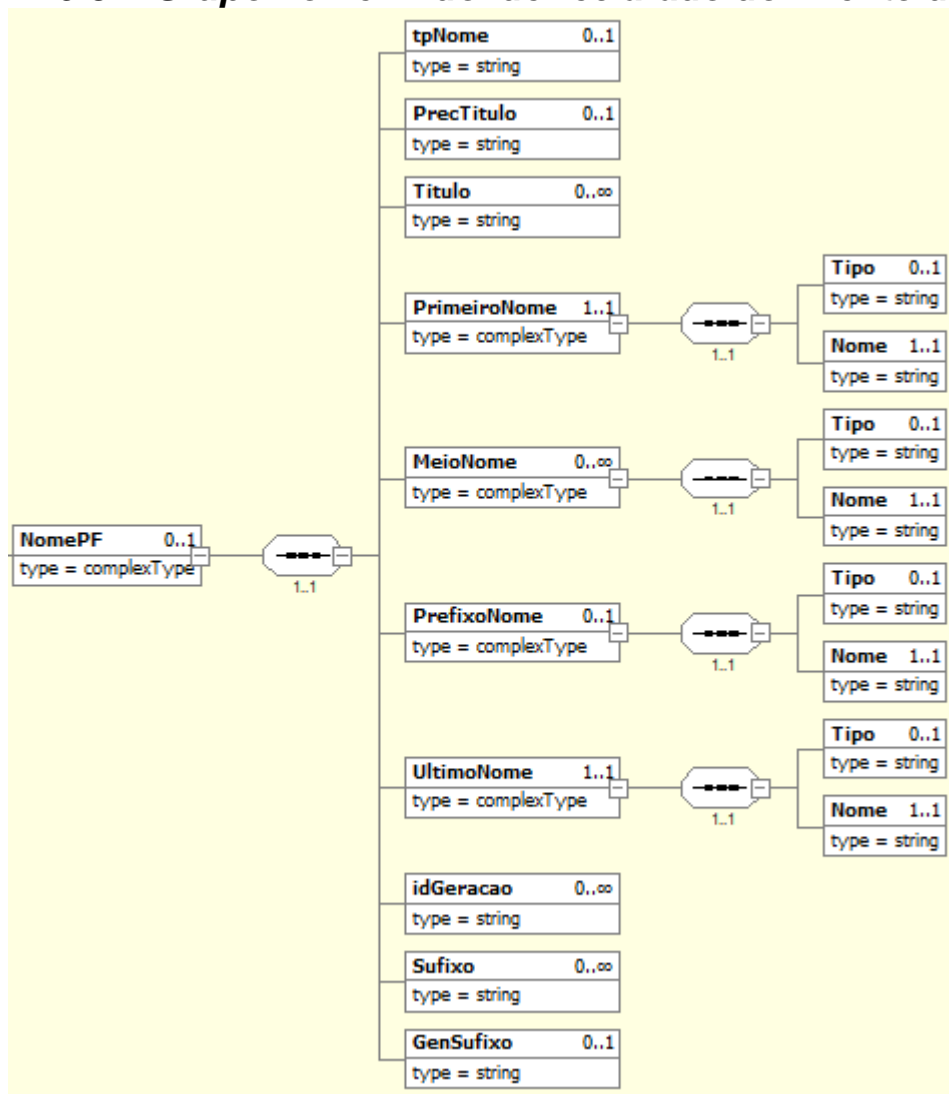 tpNome 0..1
type = string
PrecTitulo 0..1
type = string
Titulo 0..∞
type = string
Tipo 0..1
type = string
PrimeiroNome 1..1
type = complexType
1..1
Nome 1..1
type = string
Tipo 0..1
type = string
MeioNome 0..∞
type = complexType
1..1
Nome 1..1
type = string
NomePF 0..1
type = complexType
1..1
Tipo 0..1
type = string
PrefixoNome 0..1
type = complexType
1..1
Nome 1..1
type = string
Tipo 0..1
type = string
UltimoNome 1..1
type = complexType
1..1
Nome 1..1
type = string
idGeracao 0..∞
type = string
Sufixo 0..∞
type = string
GenSufixo 0..1
type = string